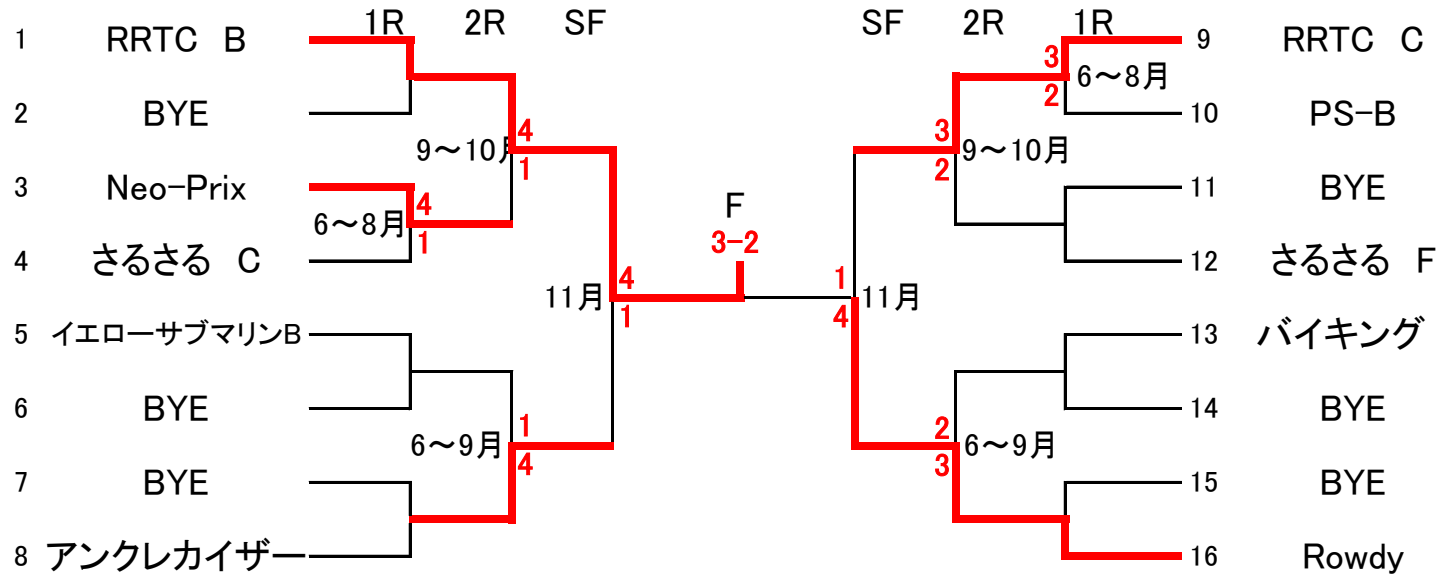 1R 2R SF SF 2R 1R
1 RRTC B 9 RRTC C
3
6～8月
2
2 BYE 10 PS-B
4 3
9～10月 9～10月
1 2
3 Neo-Prix 11 BYE
4 F
6～8月 3-2
1
4 さるさる C 12 さるさる F
4 1
11月 11月
1 4
5 イエローサブマリンB 13 バイキング
6 BYE 14 BYE
1 2
6～9月 6～9月
4 3
7 BYE 15 BYE
8 アンクレカイザー 16 Rowdy